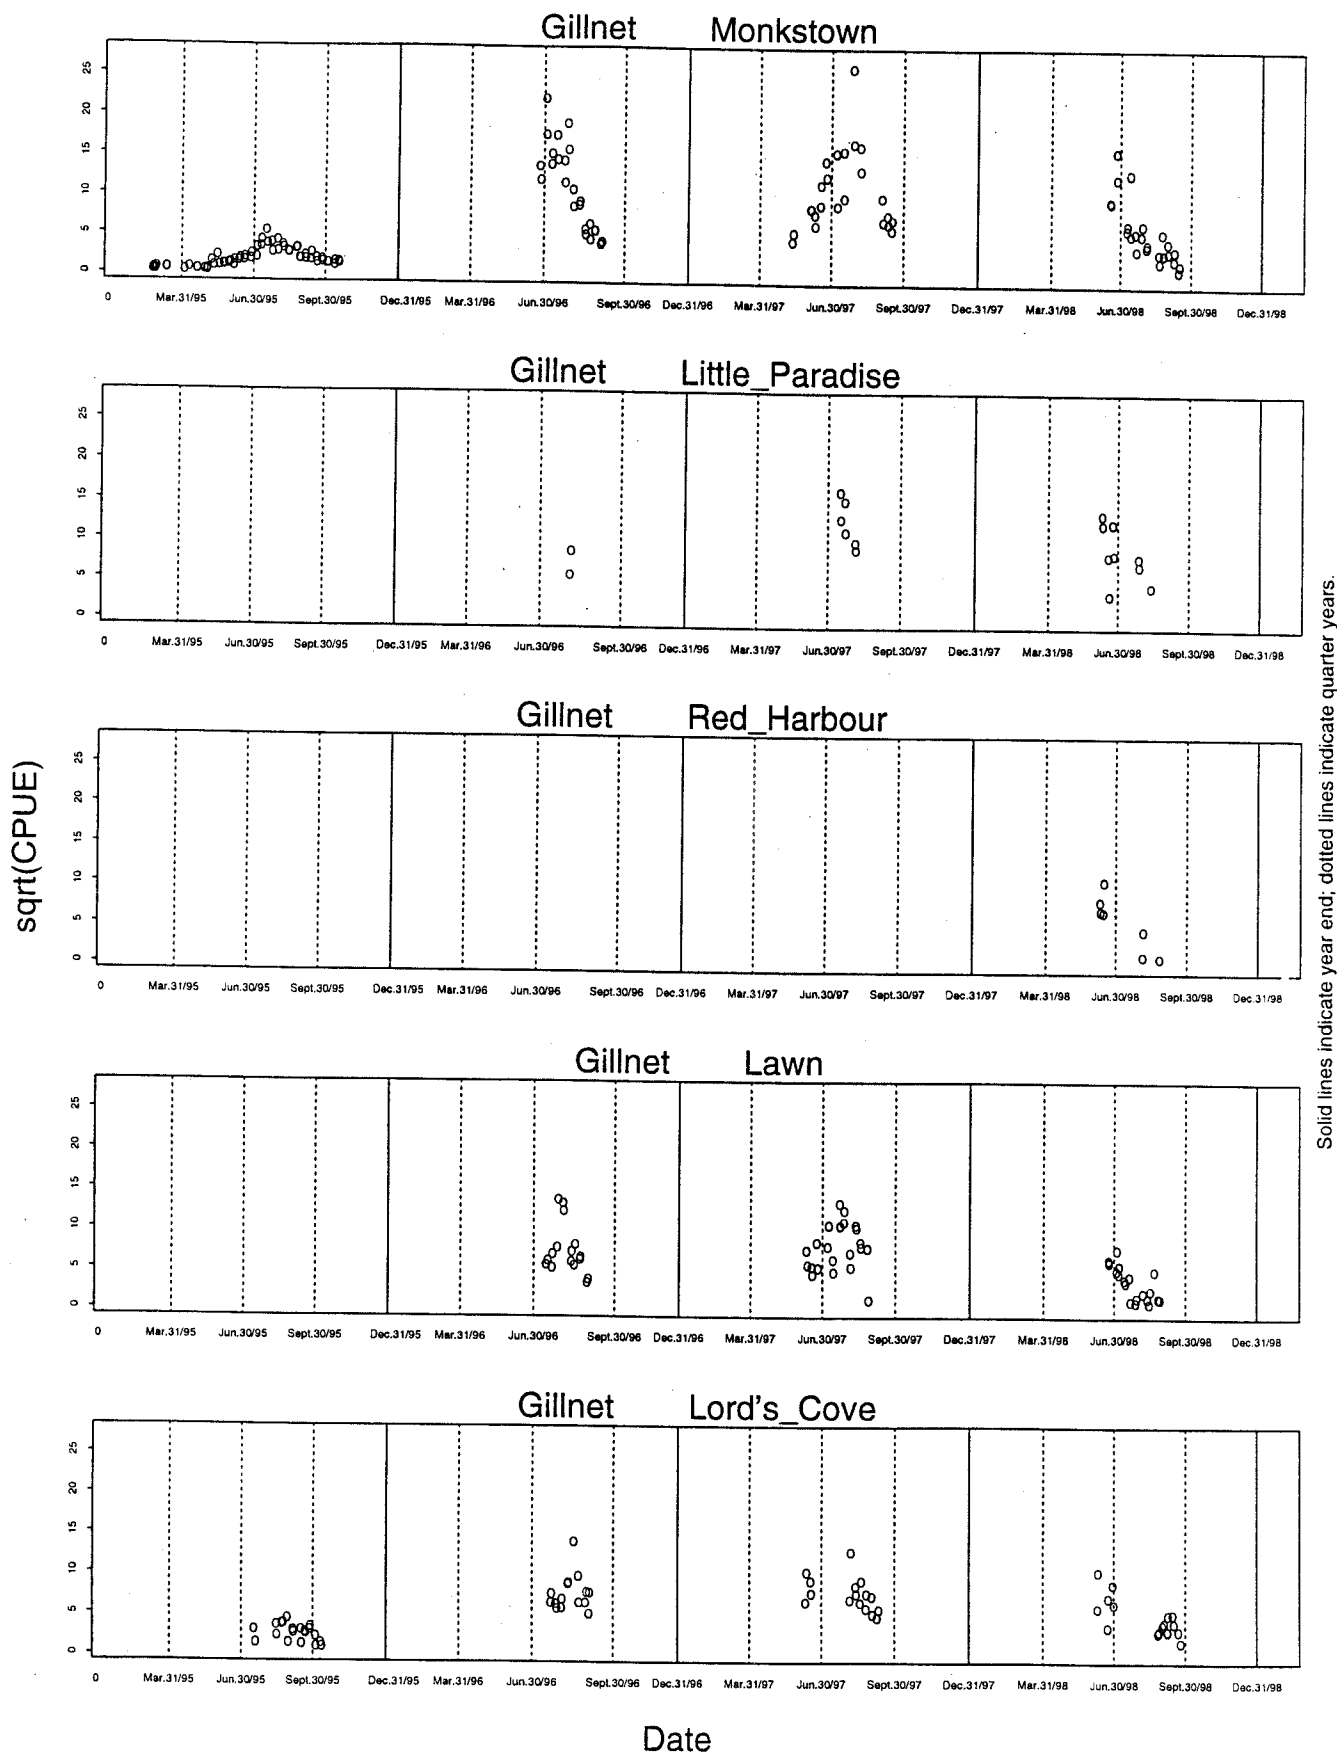 Gillnet Monkstown
25
20
15
10
5
0
0 Mar.31/95 Jun.30/95 Sept.30/95 Dec.31/95 Mar.31/96 Jun.30/96 Sept.30/96 Dec.31/96 Mar.31/97 Jun.30/97 Sept.30/97 Dec.31/97 Mar.31/98 Jun.30/98 Sept.30/98 Dec.31/98
Gillnet Little_Paradise
25
20
15
10
5
0
0 Mar.31/95 Jun.30/95 Sept.30/95 Dec.31/95 Mar.31/96 Jun.30/96 Sept.30/96 Dec.31/96 Mar.31/97 Jun.30/97 Sept.30/97 Dec.31/97 Mar.31/98 Jun.30/98 Sept.30/98 Dec.31/98
Gillnet Red_Harbour
25
20
15
10
5
0
0 Mar.31/95 Jun.30/95 Sept.30/95 Dec.31/95 Mar.31/96 Jun.30/96 Sept.30/96 Dec.31/96 Mar.31/97 Jun.30/97 Sept.30/97 Dec.31/97 Mar.31/98 Jun.30/98 Sept.30/98 Dec.31/98
Gillnet Lawn
25
20
15
10
5
0
0 Mar.31/95 Jun.30/95 Sept.30/95 Dec.31/95 Mar.31/96 Jun.30/96 Sept.30/96 Dec.31/96 Mar.31/97 Jun.30/97 Sept.30/97 Dec.31/97 Mar.31/98 Jun.30/98 Sept.30/98 Dec.31/98
Gillnet Lord's_Cove
25
20
15
10
5
0
0 Mar.31/95 Jun.30/95 Sept.30/95 Dec.31/95 Mar.31/96 Jun.30/96 Sept.30/96 Dec.31/96 Mar.31/97 Jun.30/97 Sept.30/97 Dec.31/97 Mar.31/98 Jun.30/98 Sept.30/98 Dec.31/98
sqrt(CPUE)
Date
Solid lines indicate year end; dotted lines indicate quarter years.